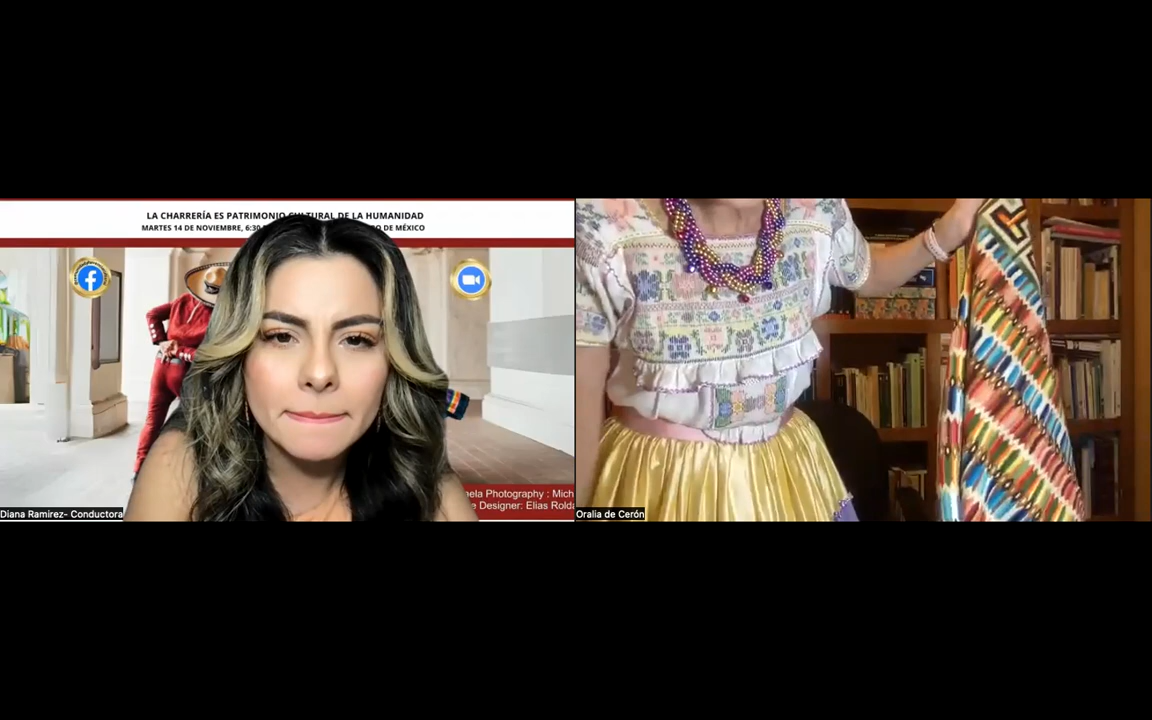 LA CHARRERÍA ES PATRIMONIO CULTURAL DE LA HUMANIDAD
MARTES 14 DE NOVIEMBRE, 6:30 DE MÉXICO
Photography : Mich
Designer: Elias Rolda
Diana Ramirez- Conductora
Oralia de Cerón